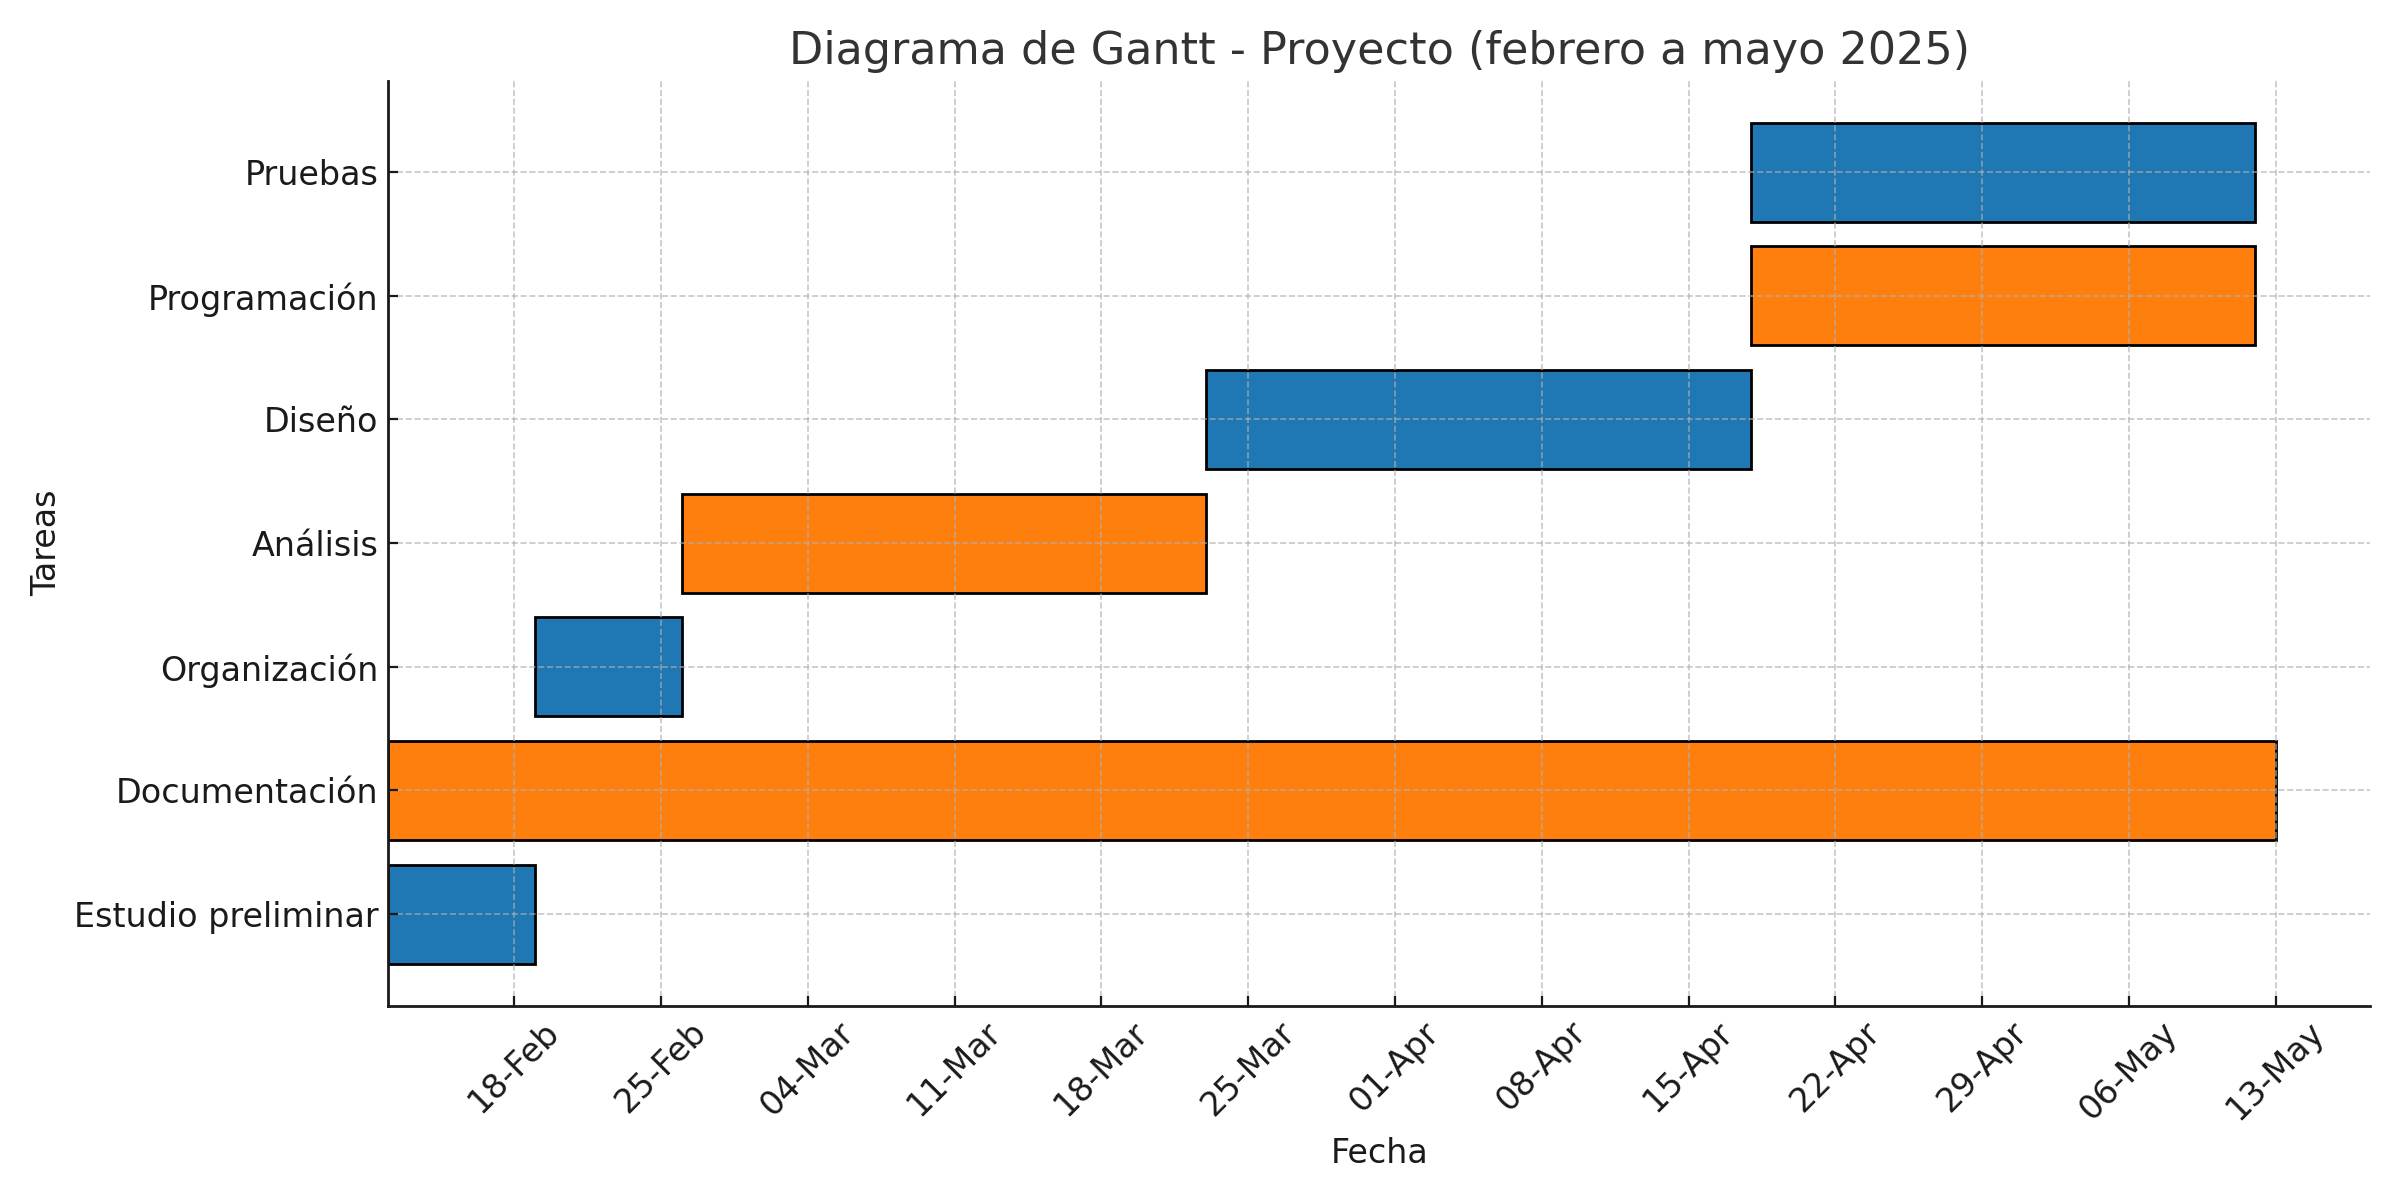 Diagrama de Gantt - Proyecto (febrero a mayo 2025)
Tareas
Pruebas
Programación
Diseño
Análisis
Organización
Documentación
Estudio preliminar
18-Feb
25-Feb
04-Mar
11-Mar
18-Mar
25-Mar
01-Apr
08-Apr
15-Apr
22-Apr
29-Apr
06-May
13-May
Fecha